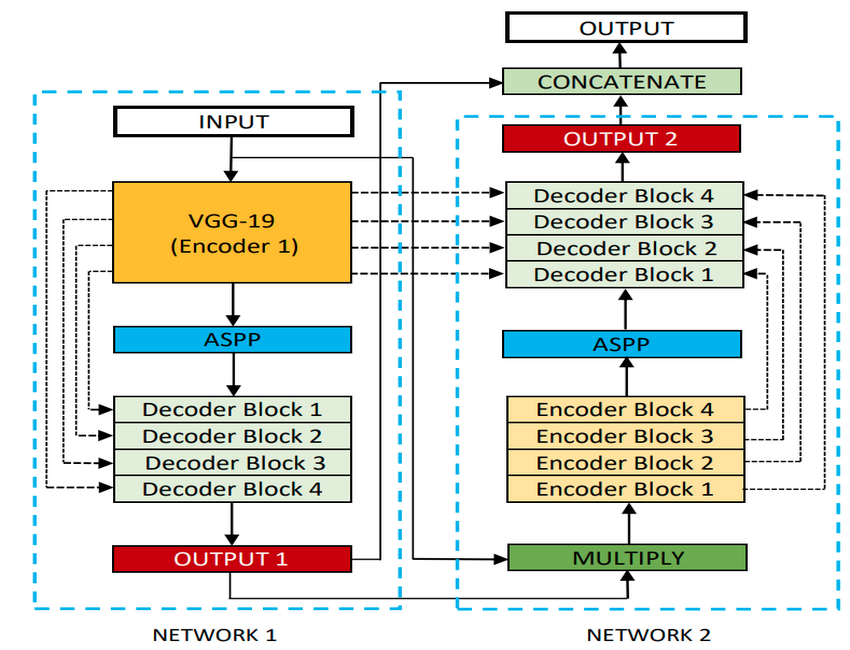 INPUT
VGG-19
(Encoder 1)
ASPP
Decoder Block 1
Decoder Block 2
Decoder Block 3
Decoder Block 4
OUTPUT 1
NETWORK 1
OUTPUT
CONCATENATE
OUTPUT 2
Decoder Block 4
Decoder Block 3
Decoder Block 2
Decoder Block 1
ASPP
Encoder Block 4
Encoder Block 3
Encoder Block 2
Encoder Block 1
MULTIPLY
NETWORK 2